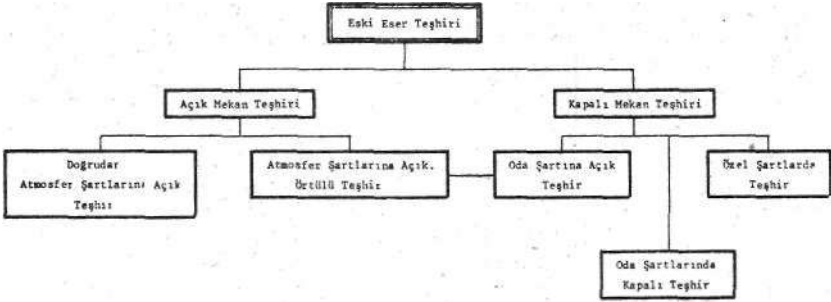 Eski Eser Teşhiri
Açık Mekan Teşhiri
Kapalı Mekan Teşhiri
Doğrudan
Atmosfer Şartlarına Açık
Teşhir
Atmosfer Şartlarına Açık.
Örtülü Teşhir
Oda Şartına Açık
Teşhir
Özel Şartlarda
Teşhir
Oda Şartlarında
Kapalı Teşhir